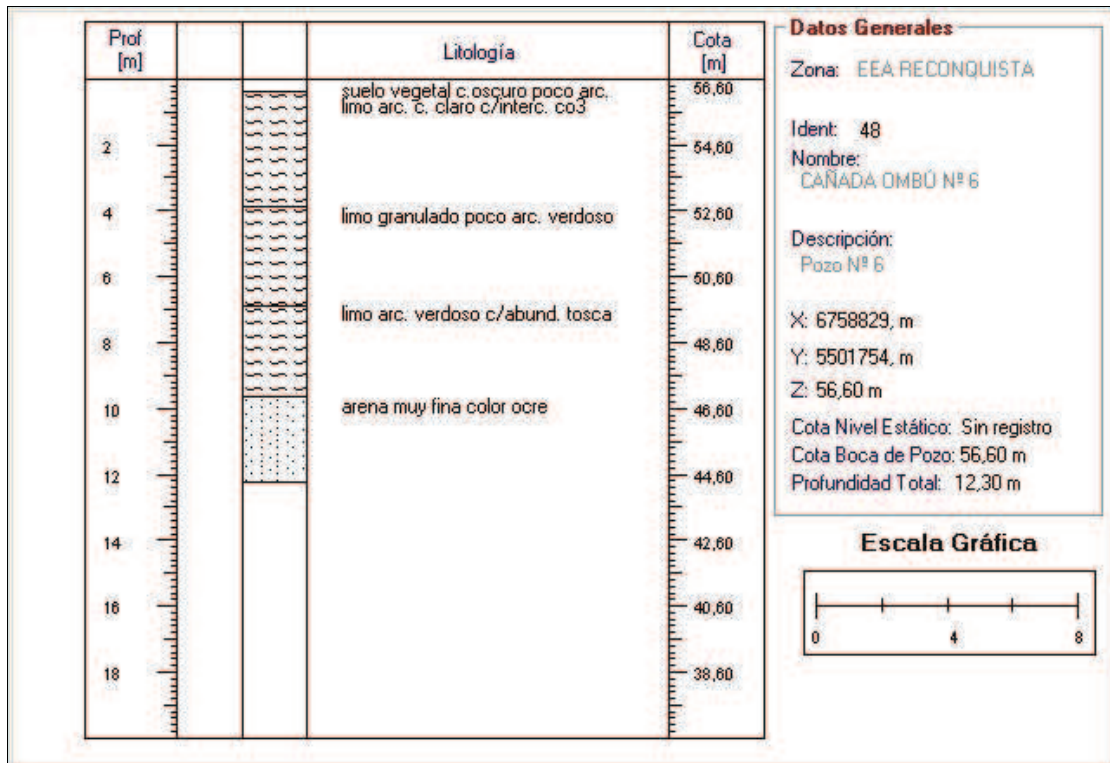 Prof
[m]
Litología
Cota
[m]
suelo vegetal c.oscuro poco arc.
limo arc. c. claro c/interc. co3
limo granulado poco arc. verdoso
limo arc. verdoso c/abund. tosca
arena muy fina color ocre
2
4
6
8
10
12
14
16
18
56,60
54,60
52,60
50,60
48,60
46,60
44,60
42,60
40,60
38,60
Datos Generales
Zona: EEA RECONQUISTA
Ident: 48
Nombre:
CAÑADA OMBÚ Nº 6
Descripción:
Pozo Nº 6
X: 6758829, m
Y: 5501754, m
Z: 56,60 m
Cota Nivel Estático: Sin registro
Cota Boca de Pozo: 56,60 m
Profundidad Total: 12,30 m
Escala Gráfica
0 4 8